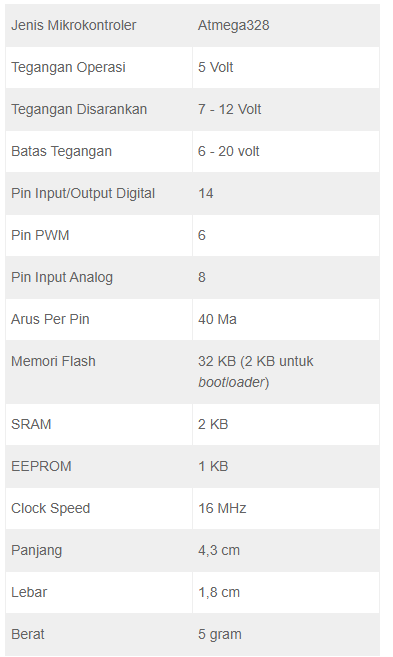 Jenis Mikrokontroler Atmega328
Tegangan Operasi 5 Volt
Tegangan Disarankan 7 - 12 Volt
Batas Tegangan 6 - 20 volt
Pin Input/Output Digital 14
Pin PWM 6
Pin Input Analog 8
Arus Per Pin 40 Ma
Memori Flash 32 KB (2 KB untuk
bootloader)
SRAM 2 KB
EEPROM 1 KB
Clock Speed 16 MHz
Panjang 4,3 cm
Lebar 1,8 cm
Berat 5 gram